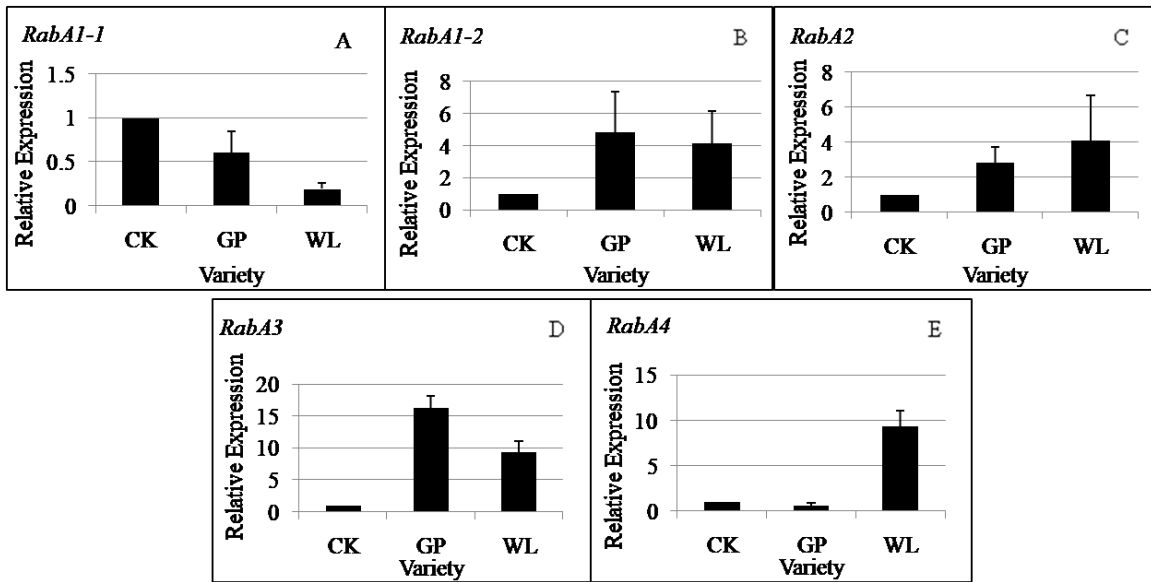 RabA1-1 A
Relative Expression
1.5
1
0.5
0
CK GP WL
Variety
RabA1-2 B
Relative Expression
8
6
4
2
0
CK GP WL
Variety
RabA2 C
Relative Expression
8
6
4
2
0
CK GP WL
Variety
RabA3 D
Relative Expression
20
15
10
5
0
CK GP WL
Variety
RabA4 E
Relative Expression
15
10
5
0
CK GP WL
Variety